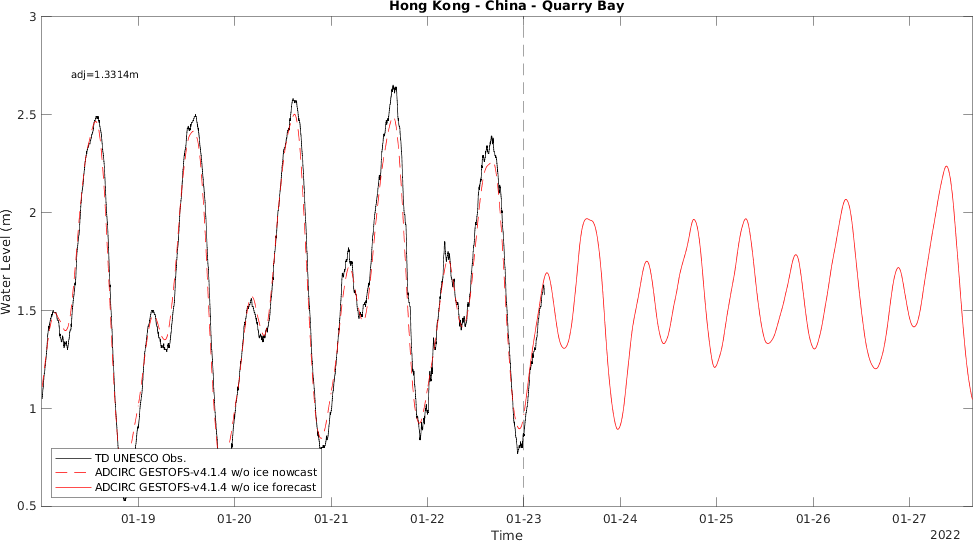 Hong Kong - China - Quarry Bay
3
adj=1.3314m
2.5
2
Water Level (m)
1.5
1
TD UNESCO Obs.
ADCIRC GESTOFS-v4.1.4 w/o ice nowcast
ADCIRC GESTOFS-v4.1.4 w/o ice forecast
0.5
01-19 01-20 01-21 01-22 01-23 01-24 01-25 01-26 01-27
Time
2022